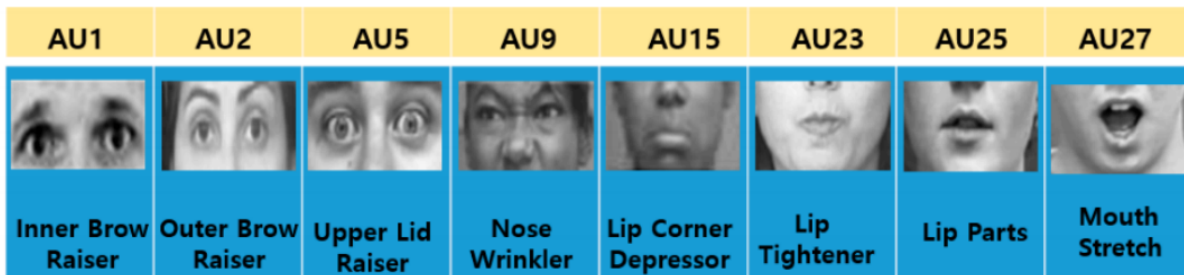 AU1 AU2 AU5 AU9 AU15 AU23 AU25 AU27
Inner Brow
Raiser
Outer Brow
Raiser
Upper Lid
Raiser
Nose
Wrinkler
Lip Corner
Depressor
Lip
Tightener
Lip Parts
Mouth
Stretch